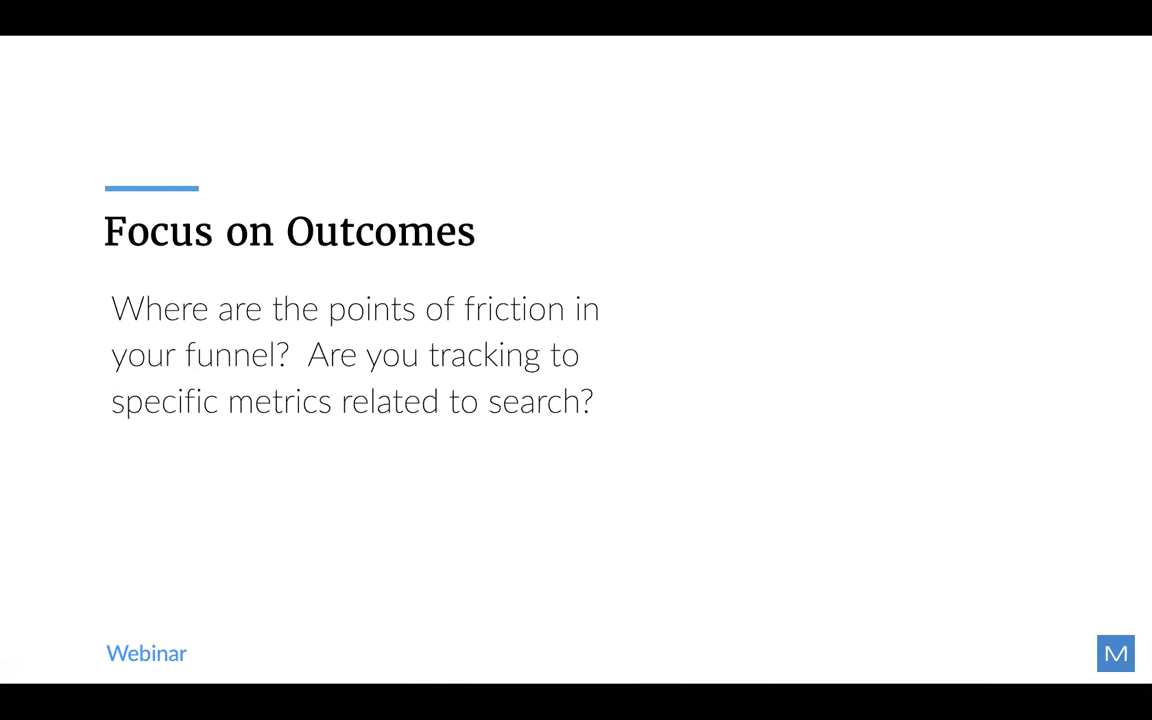 Focus on Outcomes
Where are the points of friction in
your funnel?  Are you tracking to
specific metrics related to search?
Webinar
M